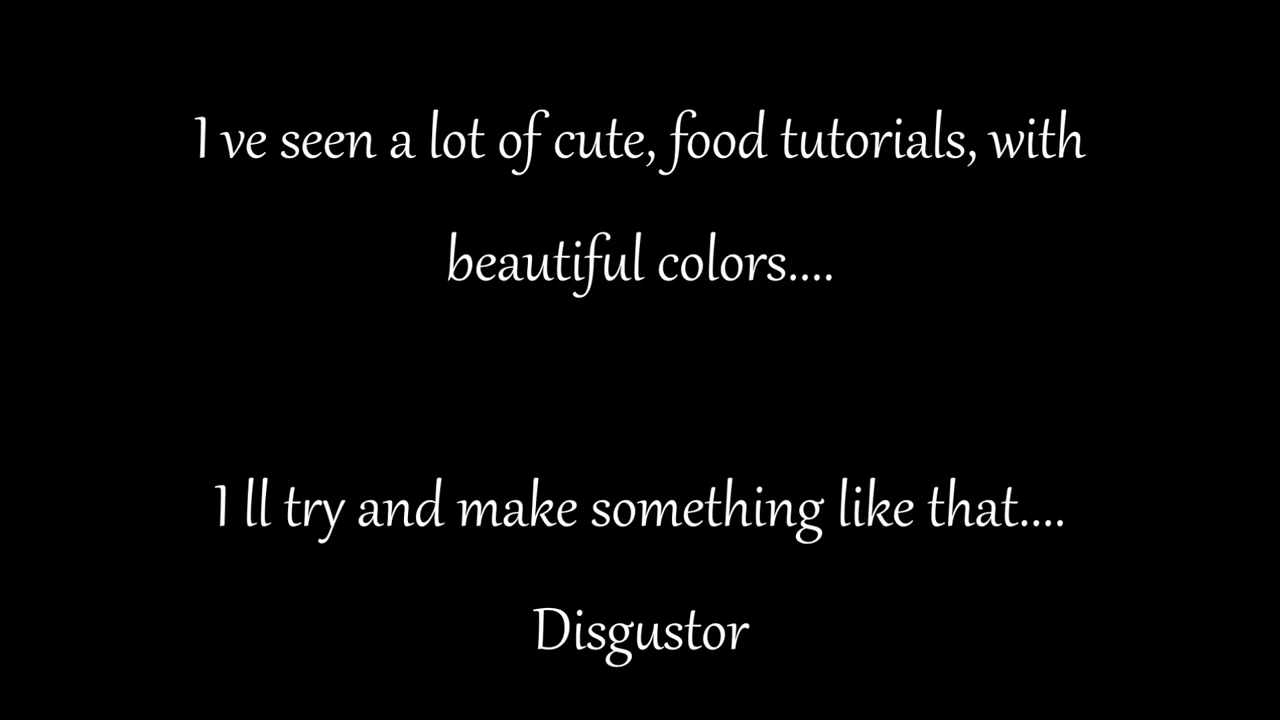 I ve seen a lot of cute, food tutorials, with
beautiful colors....
I ll try and make something like that....
Disgustor